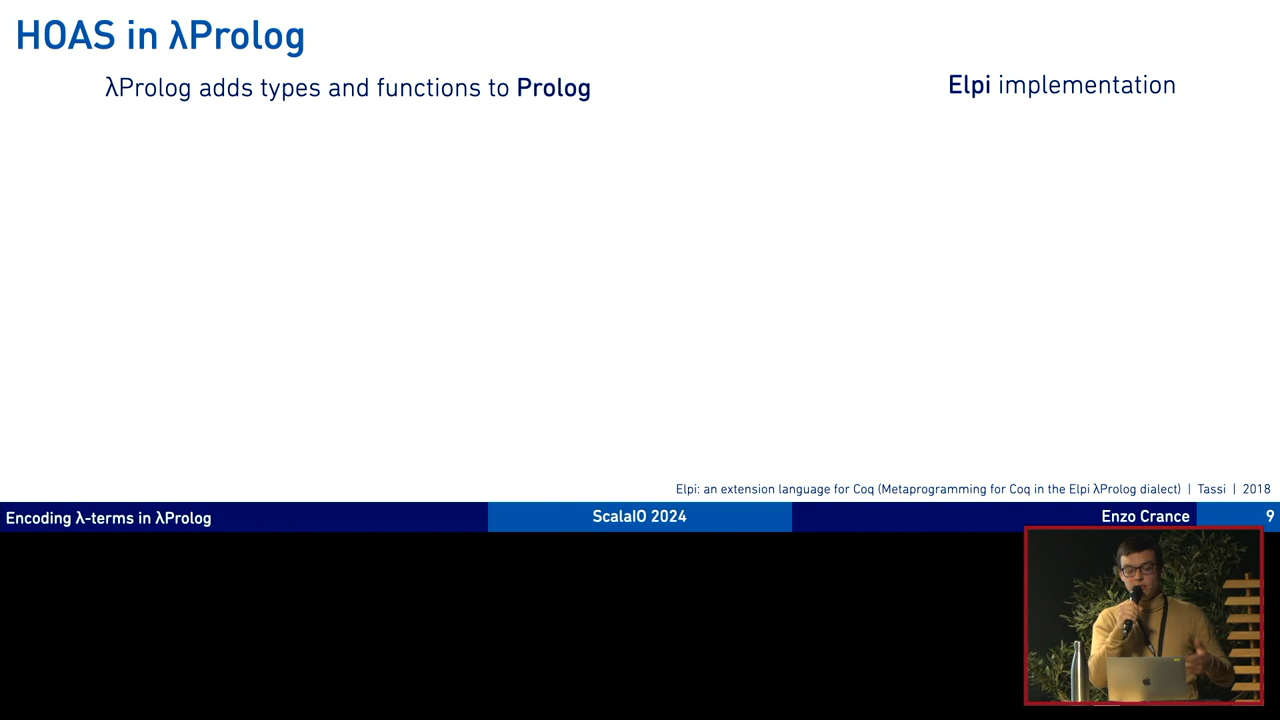 HOAS in λProlog
λProlog adds types and functions to Prolog
Elpi implementation
Elpi: an extension language for Coq (Metaprogramming for Coq in the Elpi λProlog dialect) | Tassi | 2018
Encoding λ-terms in λProlog
ScalaIO 2024
Enzo Crance
9